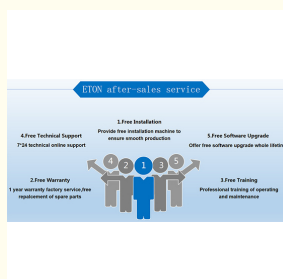 ETON after-sales service
1.Free Installation
Provide free installation machine to
ensure smooth production
4.Free Technical Support
7*24 technical online support
5.Free Software Upgrade
Offer free software upgrade whole lifetim
4
2
1
3
5
2.Free Warranty
1 year warranty factory service,free
repalcement of spare parts
3.Free Training
Professional training of operating
and maintenance